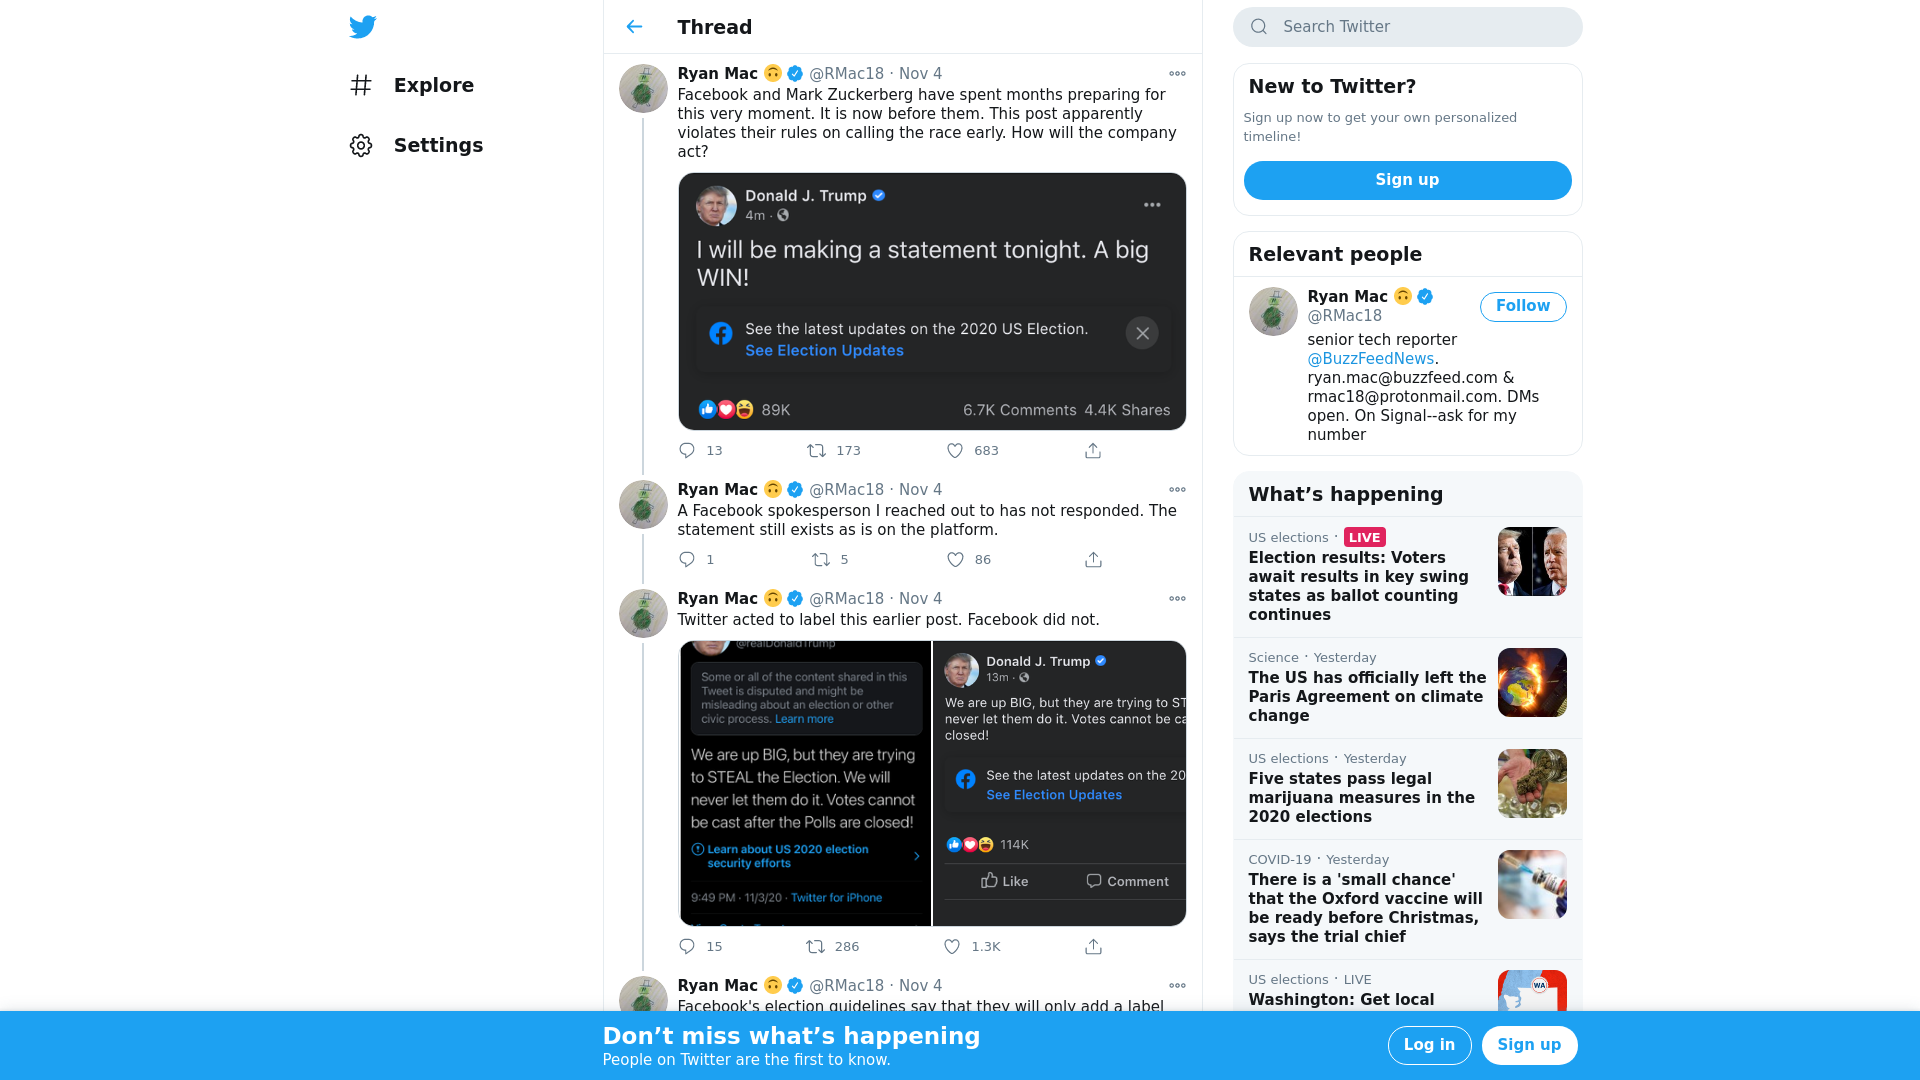 Explore
Settings
Thread
Ryan Mac @RMac18 · Nov 4
Facebook and Mark Zuckerberg have spent months preparing for
this very moment. It is now before them. This post apparently
violates their rules on calling the race early. How will the company
act?
Donald J. Trump
4m ·
I will be making a statement tonight. A big
WIN!
See the latest updates on the 2020 US Election.
See Election Updates
89K
6.7K Comments 4.4K Shares
13 173 683
Ryan Mac @RMac18 · Nov 4
A Facebook spokesperson I reached out to has not responded. The
statement still exists as is on the platform.
1 5 86
Ryan Mac @RMac18 · Nov 4
Twitter acted to label this earlier post. Facebook did not.
@realDonaldTrump
Some or all of the content shared in this
Tweet is disputed and might be
misleading about an election or other
civic process. Learn more
We are up BIG, but they are trying
to STEAL the Election. We will
never let them do it. Votes cannot
be cast after the Polls are closed!
Learn about US 2020 election
security efforts
9:49 PM · 11/3/20 · Twitter for iPhone
Donald J. Trump
13m ·
We are up BIG, but they are trying to ST
never let them do it. Votes cannot be ca
closed!
See the latest updates on the 20
See Election Updates
114K
Like Comment
15 286 1.3K
Ryan Mac @RMac18 · Nov 4
Facebook's election guidelines say that they will only add a label
Search Twitter
New to Twitter?
Sign up now to get your own personalized
timeline!
Sign up
Relevant people
Ryan Mac
@RMac18
Follow
senior tech reporter
@BuzzFeedNews.
ryan.mac@buzzfeed.com &
rmac18@protonmail.com. DMs
open. On Signal--ask for my
number
What’s happening
US elections · LIVE
Election results: Voters
await results in key swing
states as ballot counting
continues
Science · Yesterday
The US has officially left the
Paris Agreement on climate
change
US elections · Yesterday
Five states pass legal
marijuana measures in the
2020 elections
COVID-19 · Yesterday
There is a 'small chance'
that the Oxford vaccine will
be ready before Christmas,
says the trial chief
US elections · LIVE
Washington: Get local
WA
Don’t miss what’s happening
People on Twitter are the first to know.
Log in
Sign up